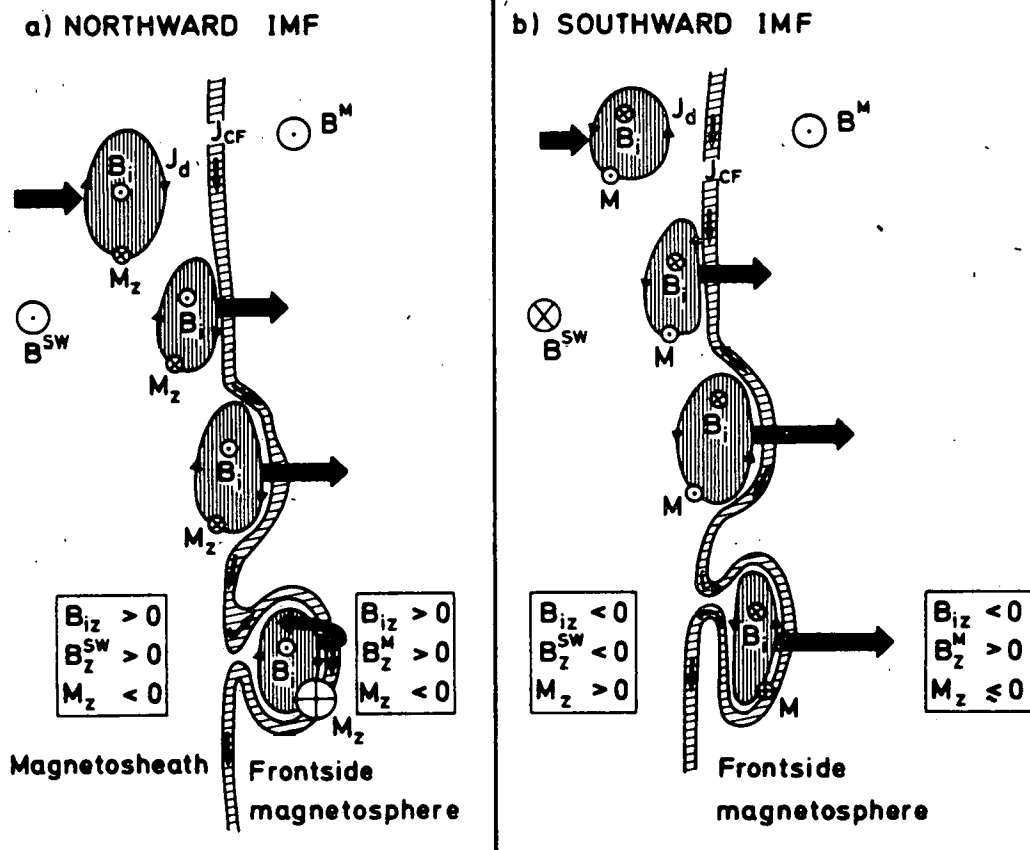 a) NORTHWARD IMF
J_CF
B^M
B_i
J_d
M_z
B^SW
B_i
M_z
B_i
M_z
B_iz > 0
B_z^SW > 0
M_z < 0
B_i
M_z
B_iz > 0
B_z^M > 0
M_z < 0
Magnetosheath
Frontside
magnetosphere
b) SOUTHWARD IMF
J_d
B^M
B_i
M
J_CF
B_i
B^SW
M
B_i
M
B_iz < 0
B_z^SW < 0
M_z > 0
B_i
M
B_iz < 0
B_z^M > 0
M_z ⩽ 0
Frontside
magnetosphere